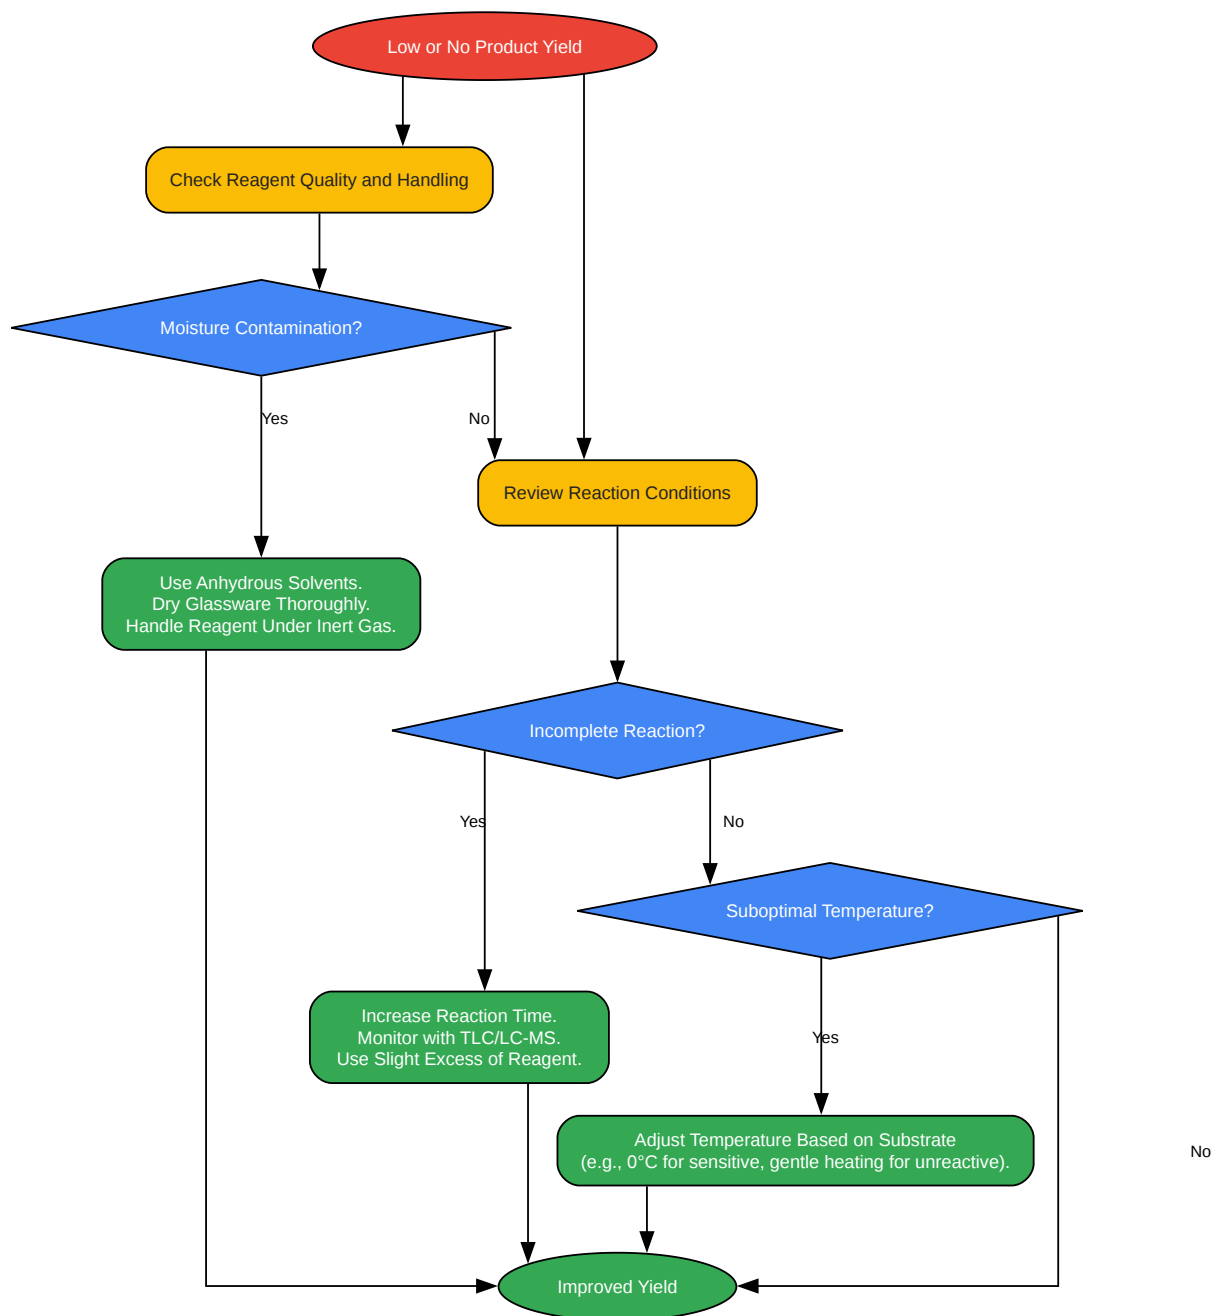 Low or No Product Yield
Check Reagent Quality and Handling
Moisture Contamination?
Yes
No
Review Reaction Conditions
Use Anhydrous Solvents.
Dry Glassware Thoroughly.
Handle Reagent Under Inert Gas.
Incomplete Reaction?
Yes
No
Suboptimal Temperature?
Increase Reaction Time.
Monitor with TLC/LC-MS.
Use Slight Excess of Reagent.
Yes
Adjust Temperature Based on Substrate
(e.g., 0°C for sensitive, gentle heating for unreactive).
No
Improved Yield